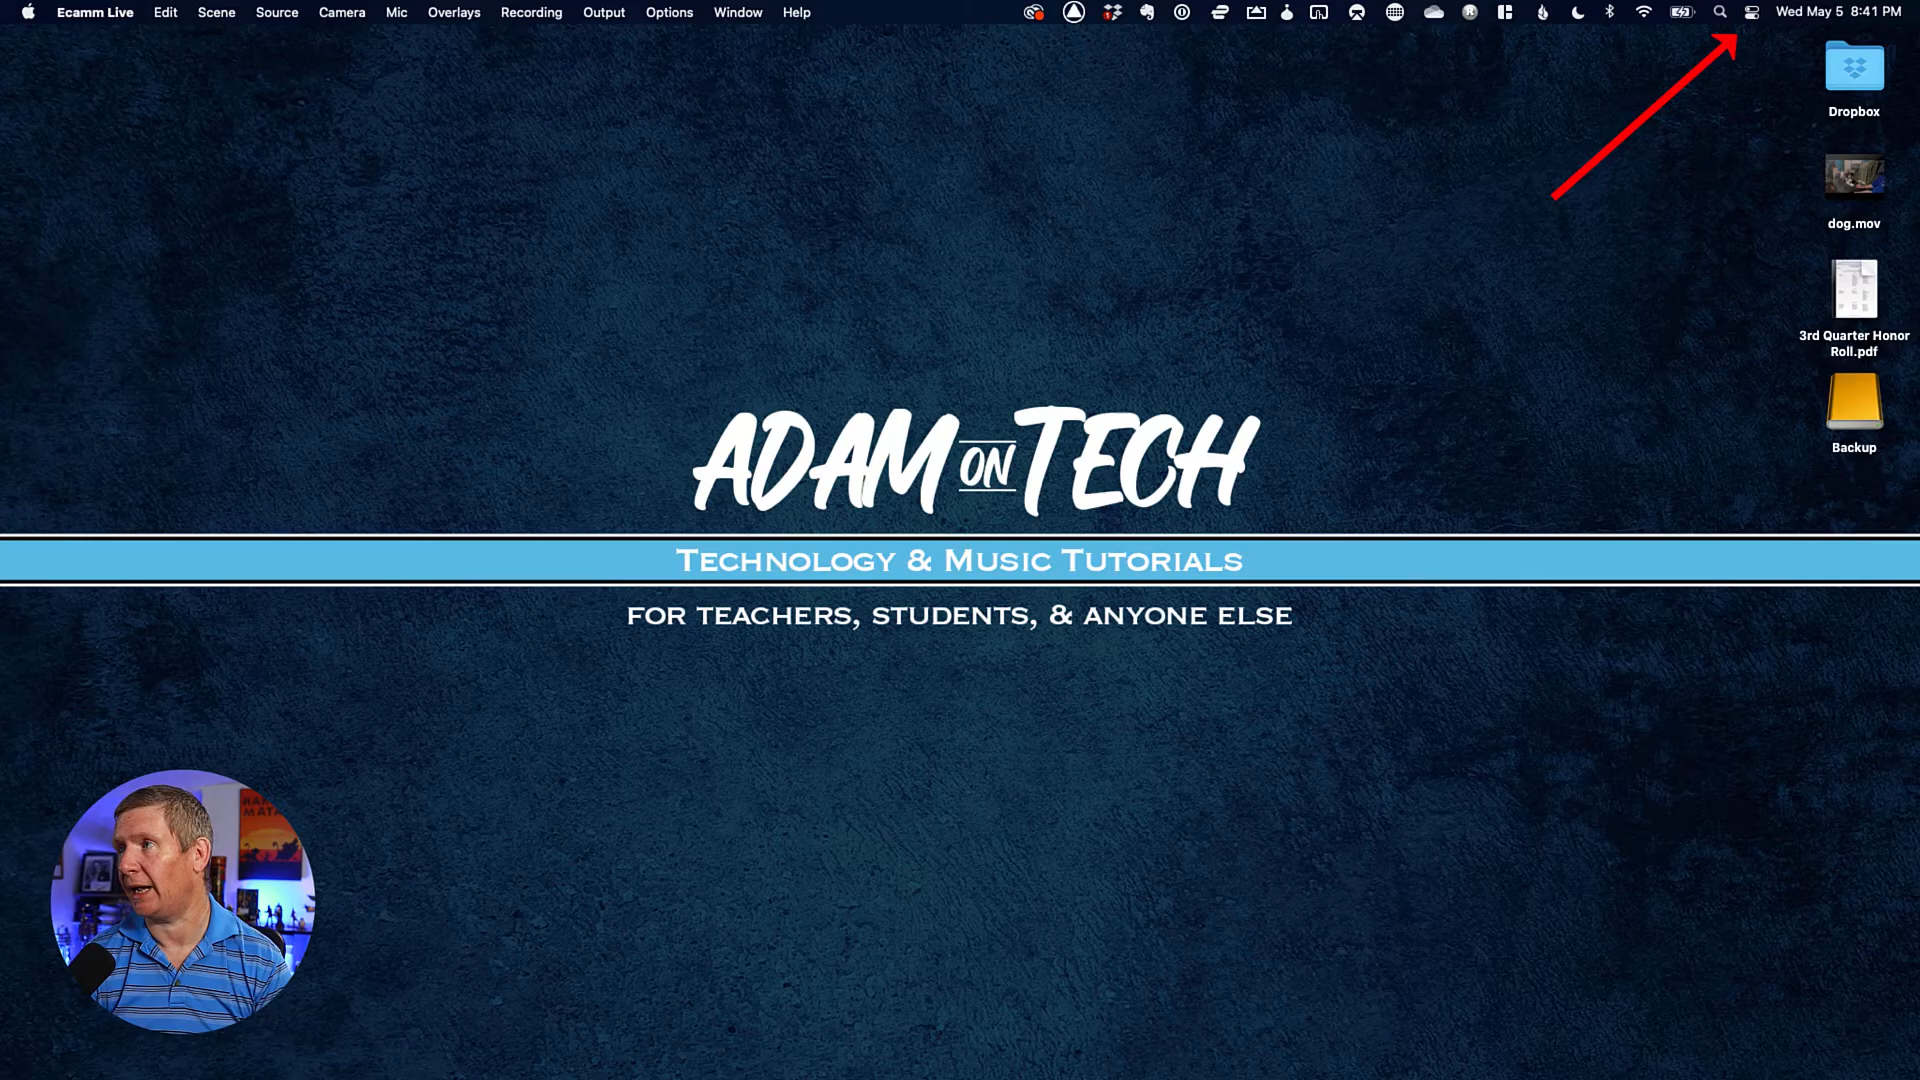 Ecamm Live Edit Scene Source Camera Mic Overlays Recording Output Options Window Help Wed May 5 8:41 PM
Dropbox
dog.mov
3rd Quarter Honor
Roll.pdf
Backup
ADAM ON TECH
TECHNOLOGY & MUSIC TUTORIALS
FOR TEACHERS, STUDENTS, & ANYONE ELSE